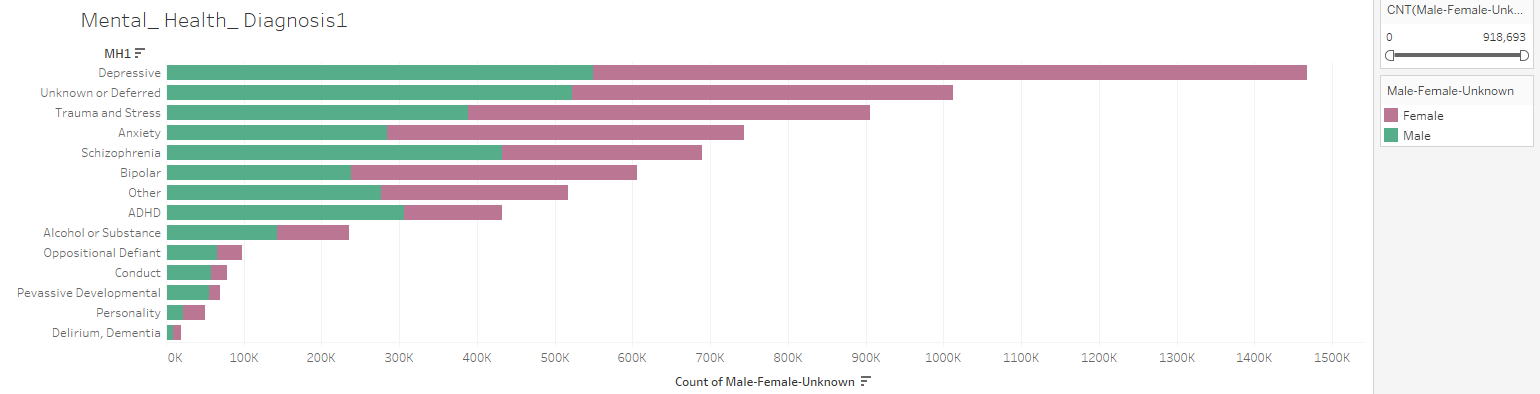 Mental_ Health_ Diagnosis1
MH1
Depressive
Unknown or Deferred
Trauma and Stress
Anxiety
Schizophrenia
Bipolar
Other
ADHD
Alcohol or Substance
Oppositional Defiant
Conduct
Pevassive Developmental
Personality
Delirium, Dementia
0K 100K 200K 300K 400K 500K 600K 700K 800K 900K 1000K 1100K 1200K 1300K 1400K 1500K
Count of Male-Female-Unknown
CNT(Male-Female-Unk...
0 918,693
Male-Female-Unknown
Female
Male